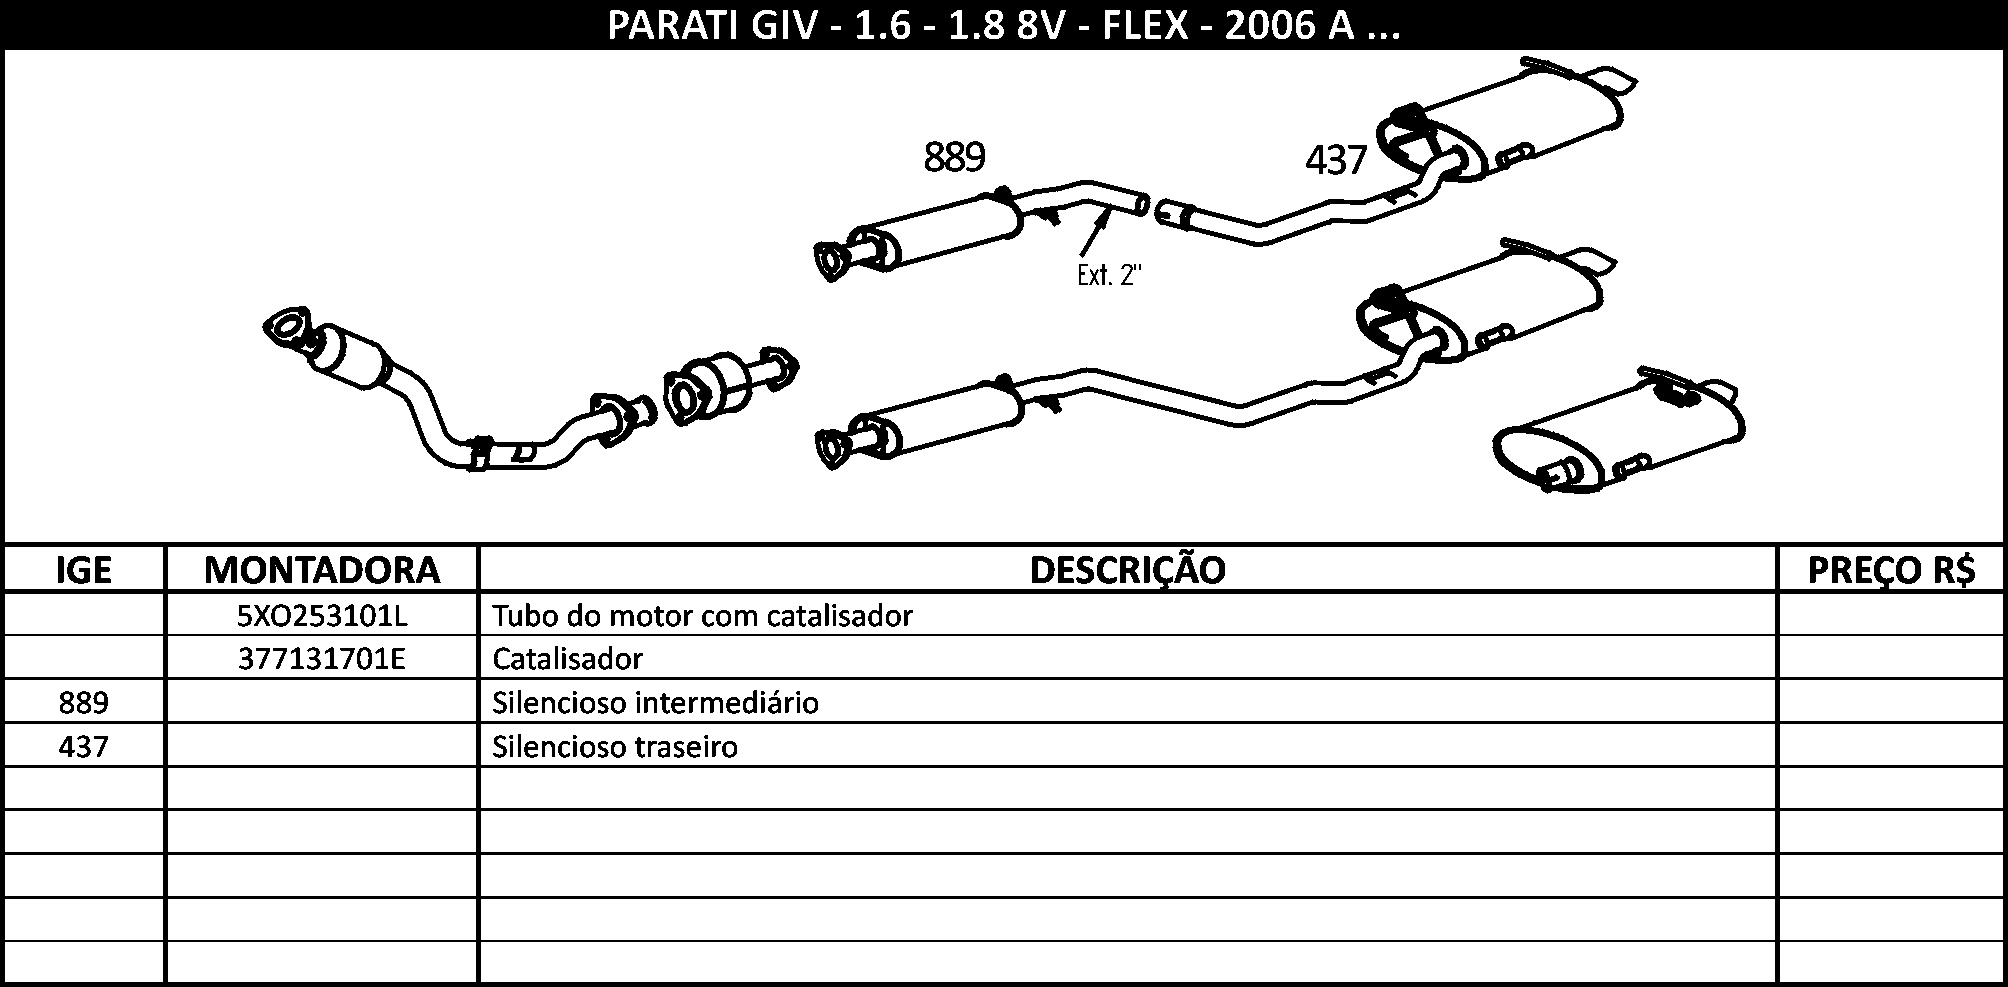 PARATI GIV - 1.6 - 1.8 8V - FLEX - 2006 A ...
889
437
Ext. 2"
IGE MONTADORA DESCRIÇÃO PREÇO R$
5XO253101L Tubo do motor com catalisador
377131701E Catalisador
889 Silencioso intermediário
437 Silencioso traseiro